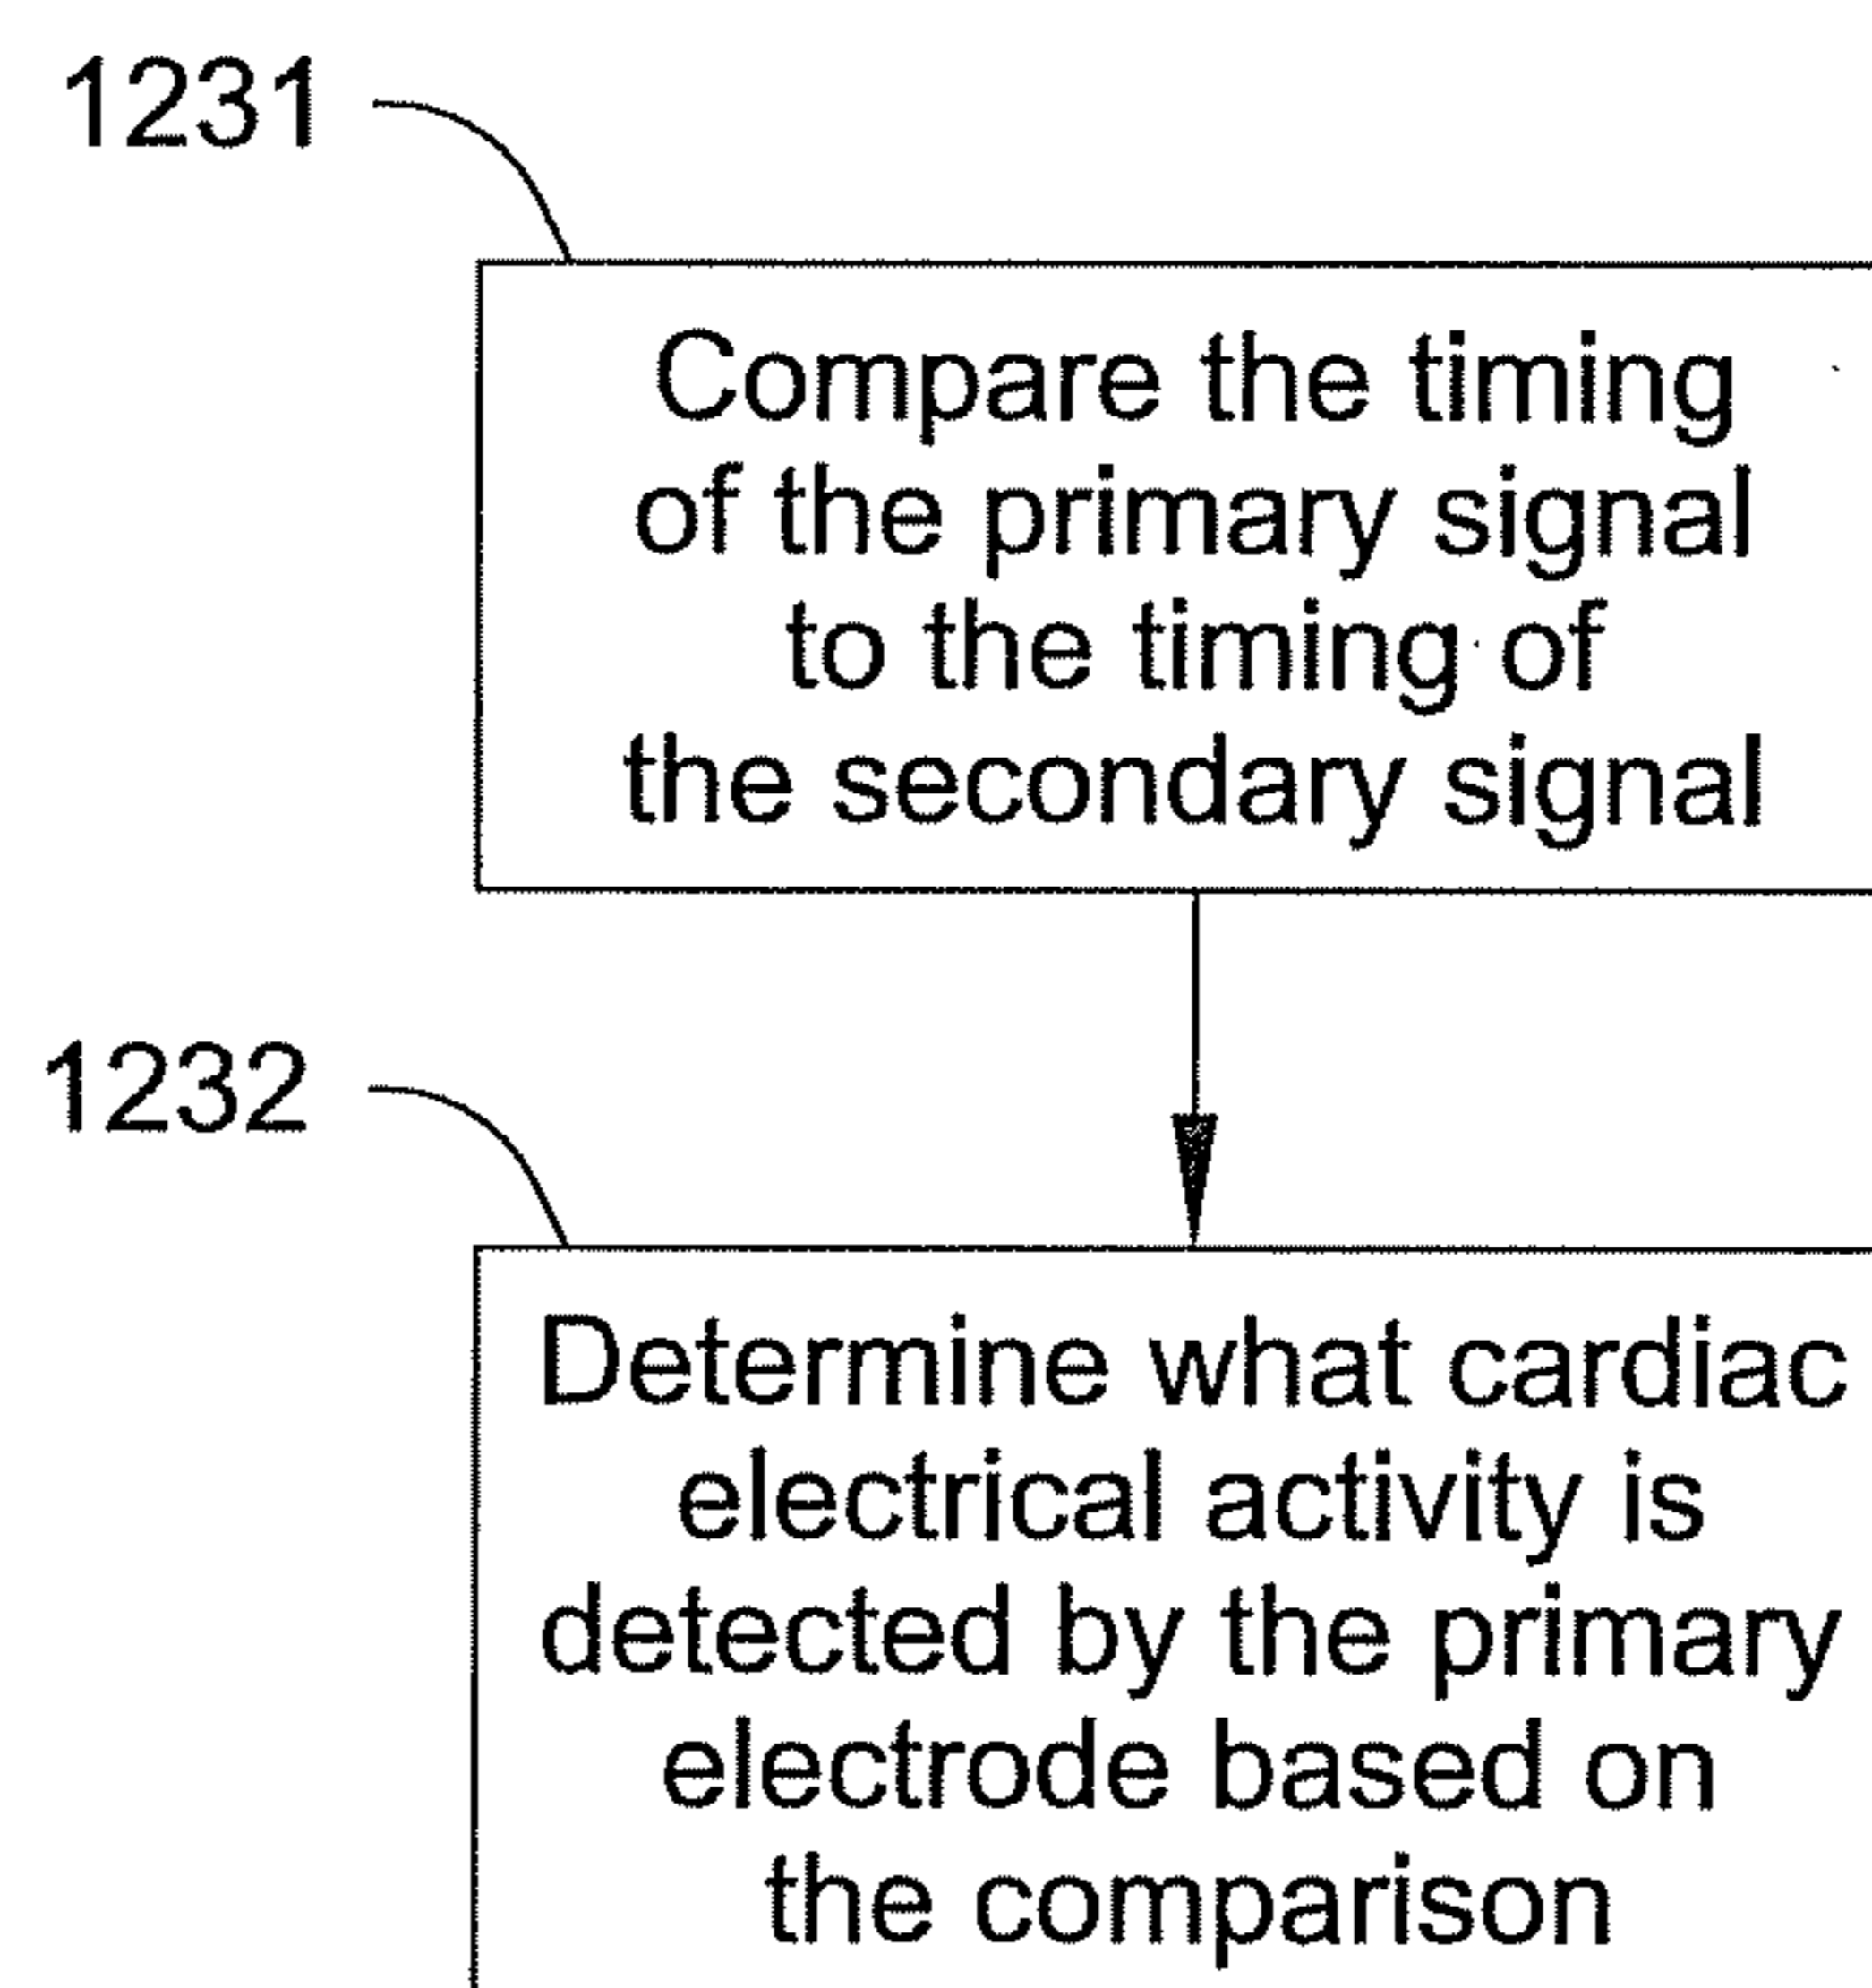 1231
Compare the timing
of the primary signal
to the timing of
the secondary signal
1232
Determine what cardiac
electrical activity is
detected by the primary
electrode based on
the comparison